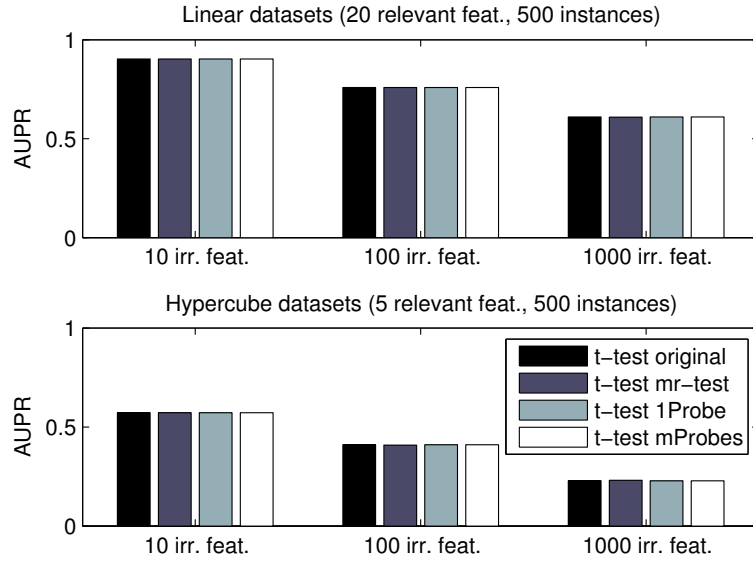 Linear datasets (20 relevant feat., 500 instances)
1
0.5
0
AUPR
10 irr. feat.
100 irr. feat.
1000 irr. feat.
Hypercube datasets (5 relevant feat., 500 instances)
1
0.5
0
AUPR
t−test original
t−test mr−test
t−test 1Probe
t−test mProbes
10 irr. feat.
100 irr. feat.
1000 irr. feat.